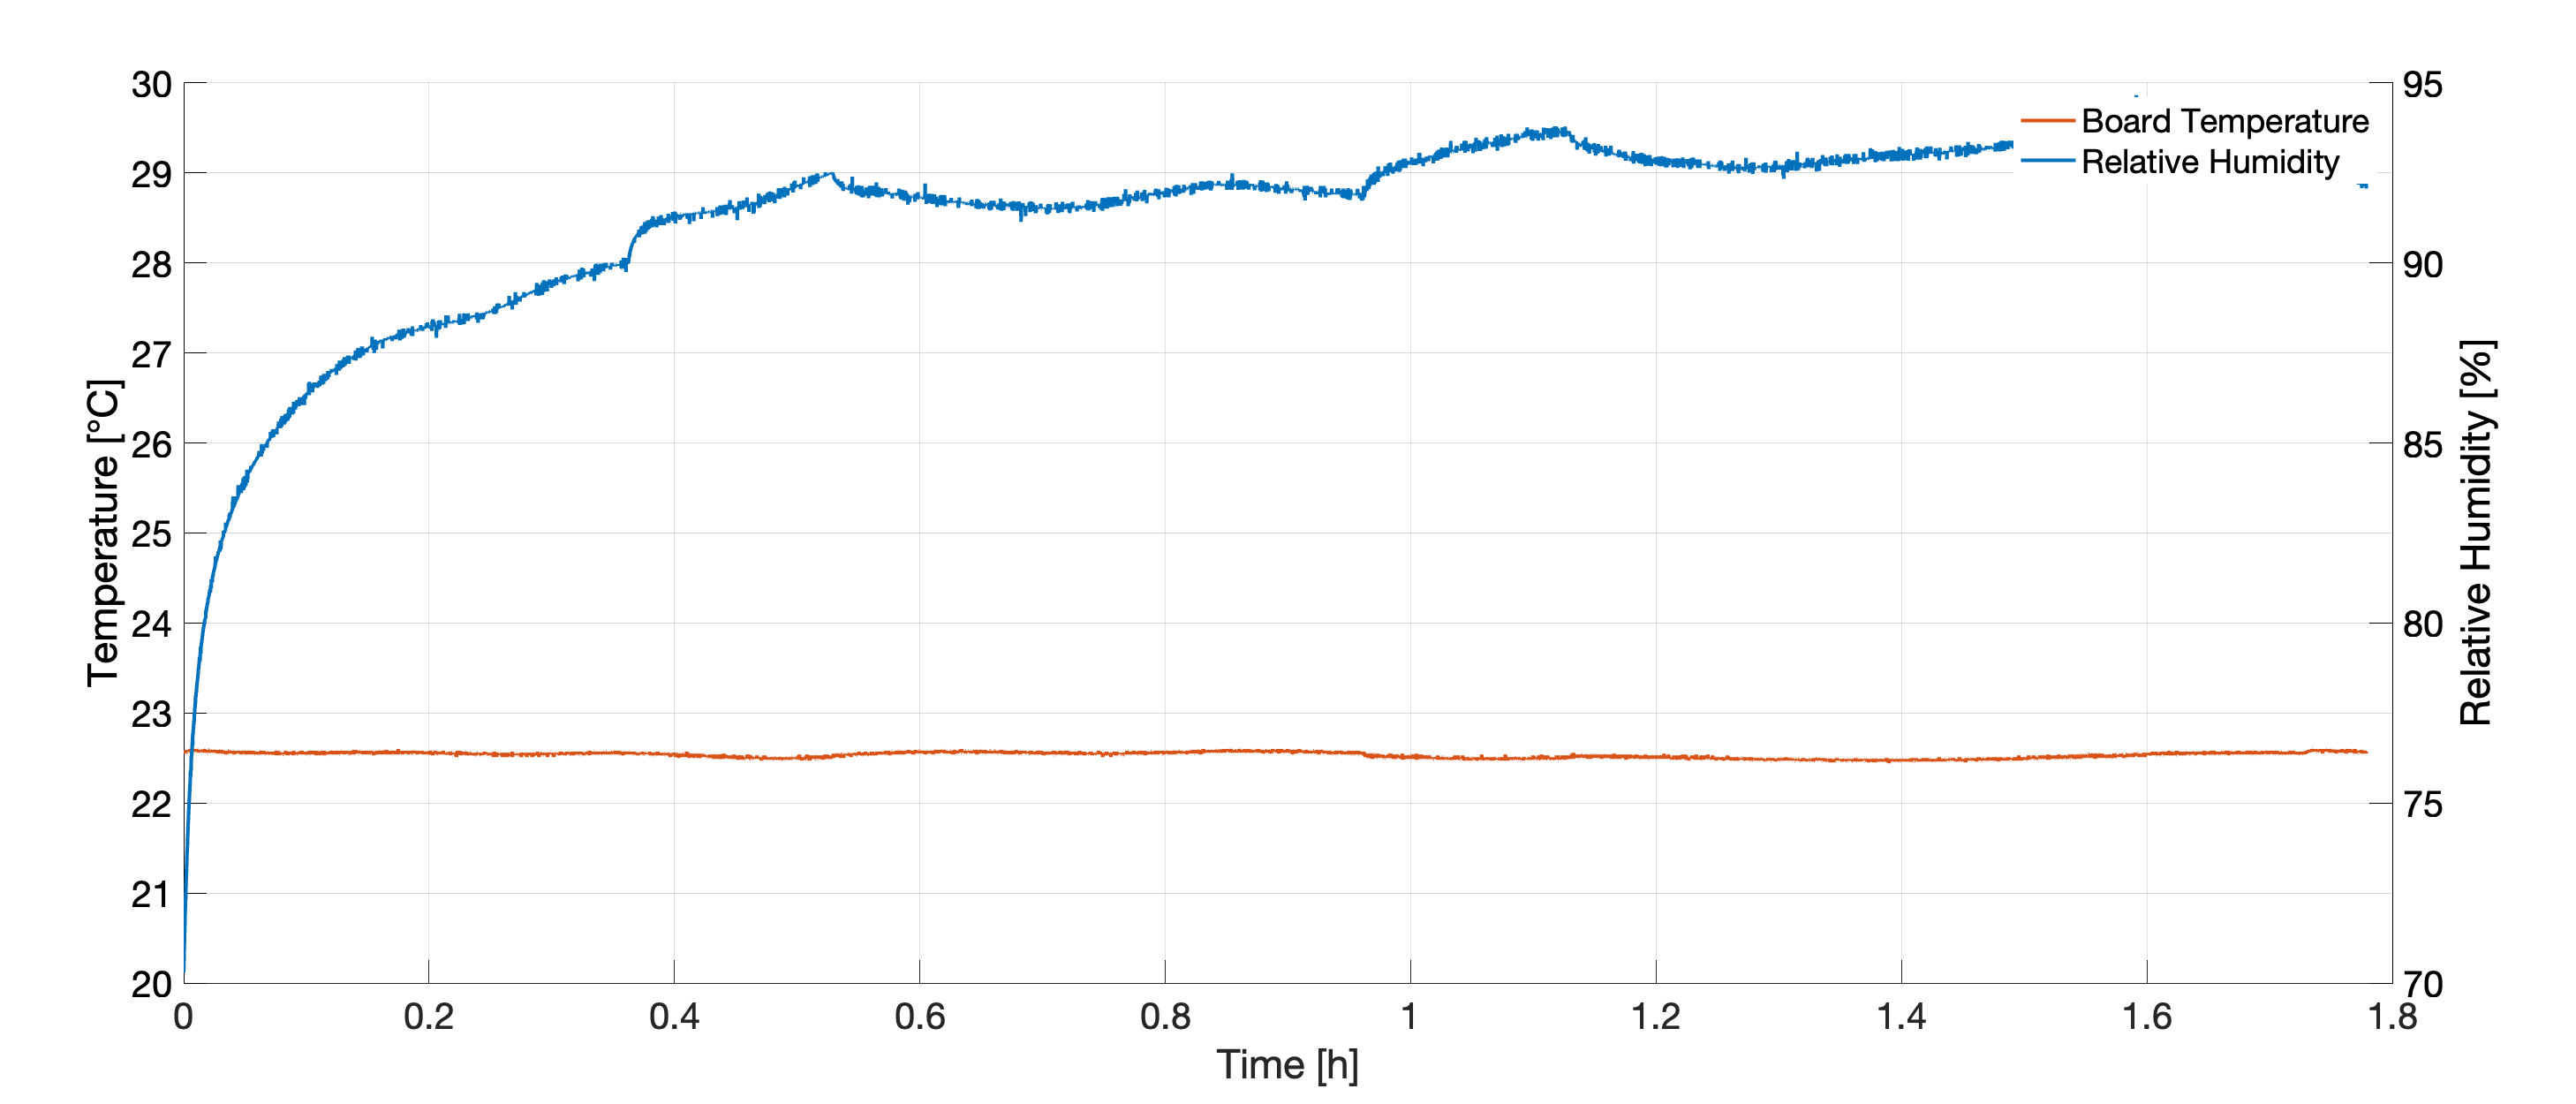 30
29
28
27
26
25
24
23
22
21
20
Temperature [°C]
95
90
85
80
75
70
Relative Humidity [%]
Board Temperature
Relative Humidity
0 0.2 0.4 0.6 0.8 1 1.2 1.4 1.6 1.8
Time [h]